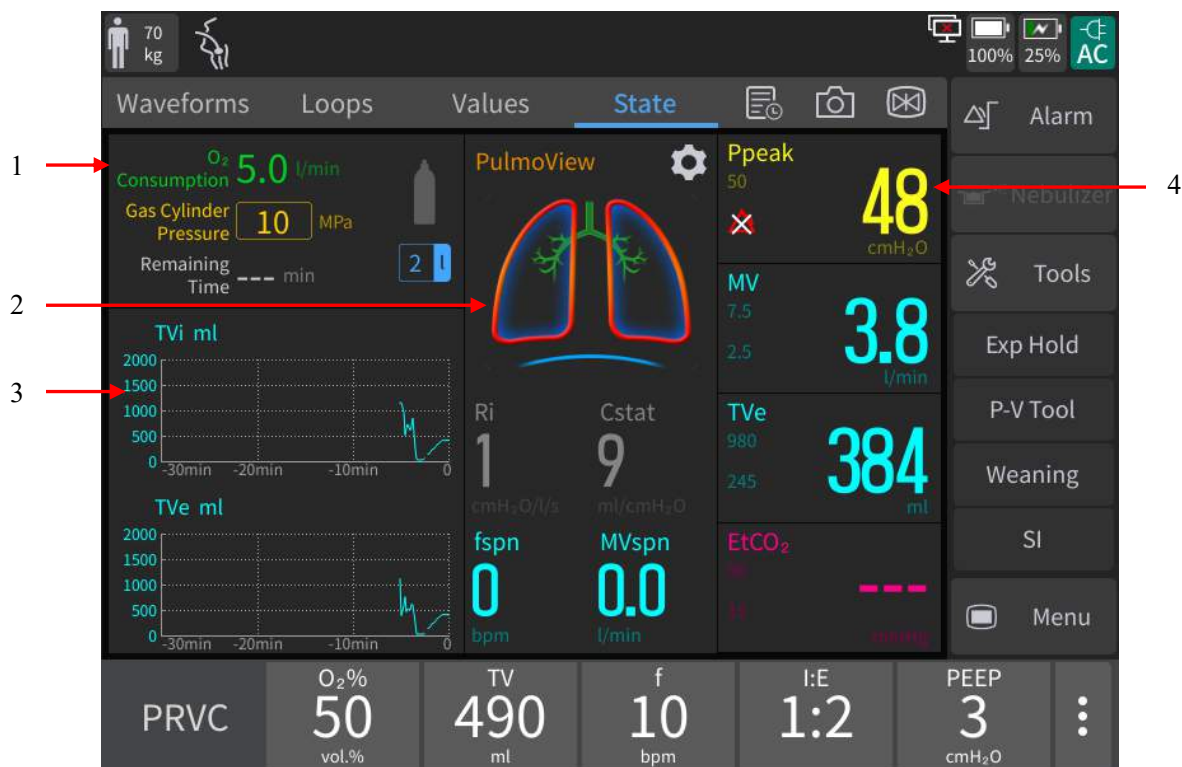 70
kg
100%
25%
AC
Waveforms
Loops
Values
State
Alarm
1
O₂
Consumption 5.0 l/min
Gas Cylinder
Pressure 10 MPa
Remaining
Time --- min
2 l
PulmoView
Ppeak
50
48
cmH₂O
4
Nebulizer
2
MV
7.5
2.5
3.8
l/min
Tools
3
TVi ml
2000
1500
1000
500
0
-30min -20min -10min 0
Ri
1
cmH₂O/l/s
Cstat
9
ml/cmH₂O
TVe
980
245
384
ml
Exp Hold
P-V Tool
Weaning
TVe ml
2000
1500
1000
500
0
-30min -20min -10min 0
fspn
0
bpm
MVspn
0.0
l/min
EtCO₂
---
SI
Menu
PRVC
O₂%
50
vol.%
TV
490
ml
f
10
bpm
I:E
1:2
PEEP
3
cmH₂O